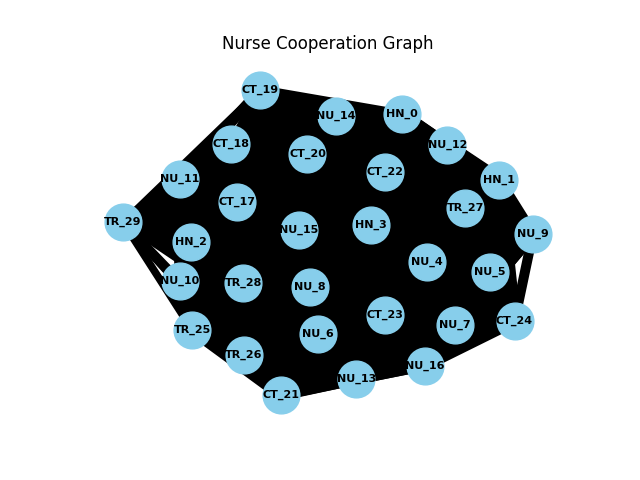 Nurse Cooperation Graph
CT_19
NU_14
HN_0
CT_18
NU_12
CT_20
CT_22
NU_11
HN_1
CT_17
TR_27
TR_29
HN_3
NU_15
NU_9
HN_2
NU_4
NU_5
NU_10
TR_28
NU_8
CT_23
CT_24
NU_7
TR_25
NU_6
TR_26
NU_16
NU_13
CT_21